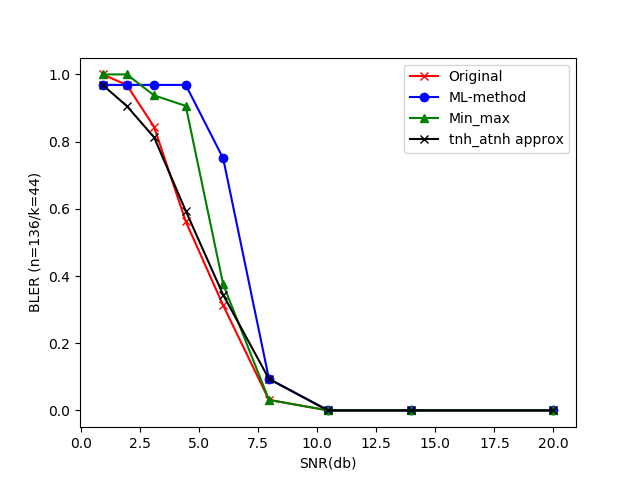 1.0
0.8
0.6
0.4
0.2
0.0
BLER (n=136/k=44)
Original
ML-method
Min_max
tnh_atnh approx
0.0 2.5 5.0 7.5 10.0 12.5 15.0 17.5 20.0
SNR(db)